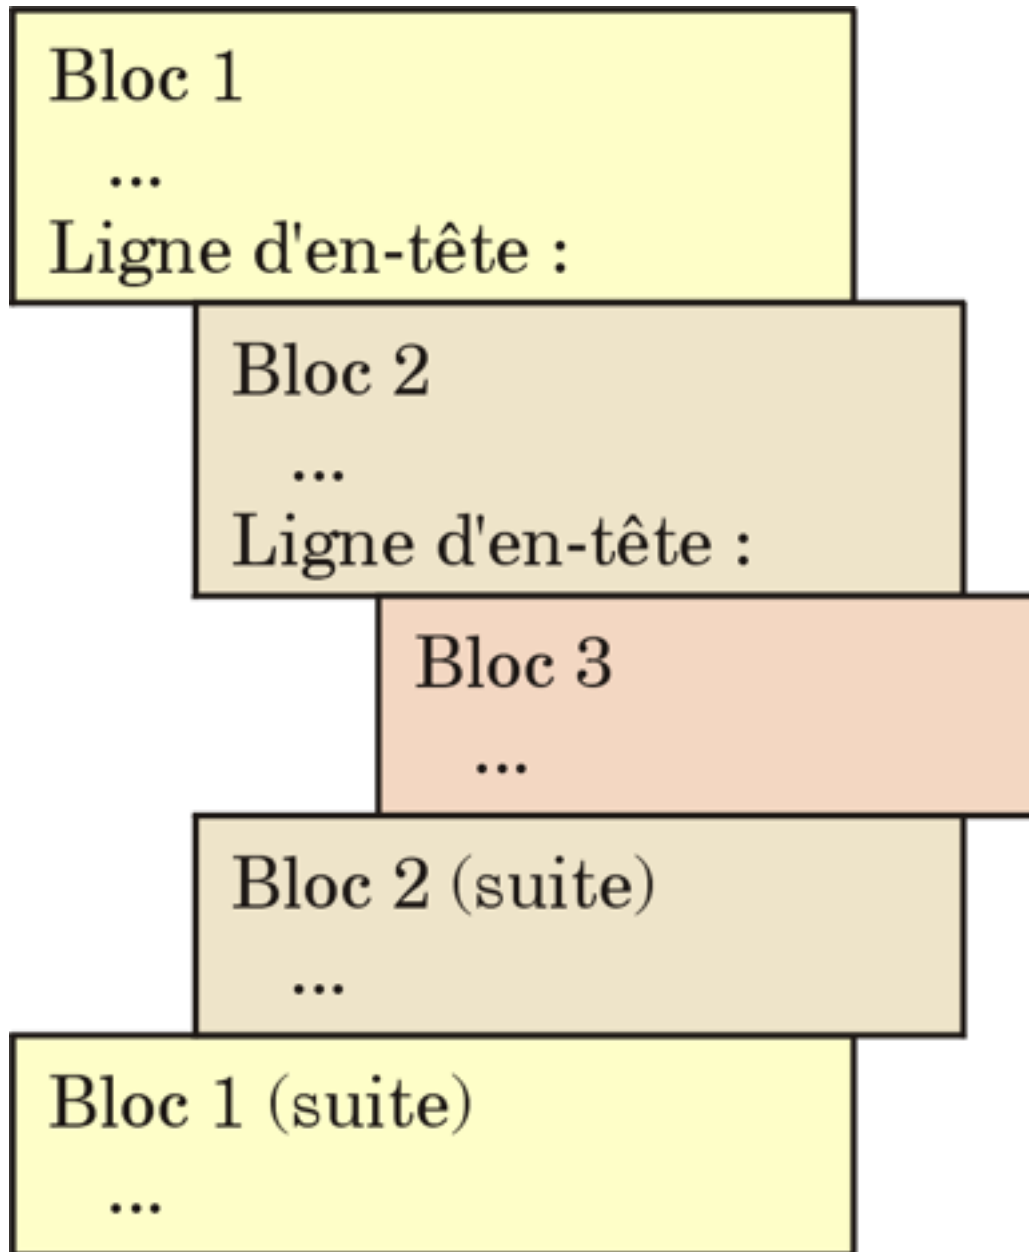 Bloc 1
...
Ligne d'en-tête :
Bloc 2
...
Ligne d'en-tête :
Bloc 3
...
Bloc 2 (suite)
...
Bloc 1 (suite)
...